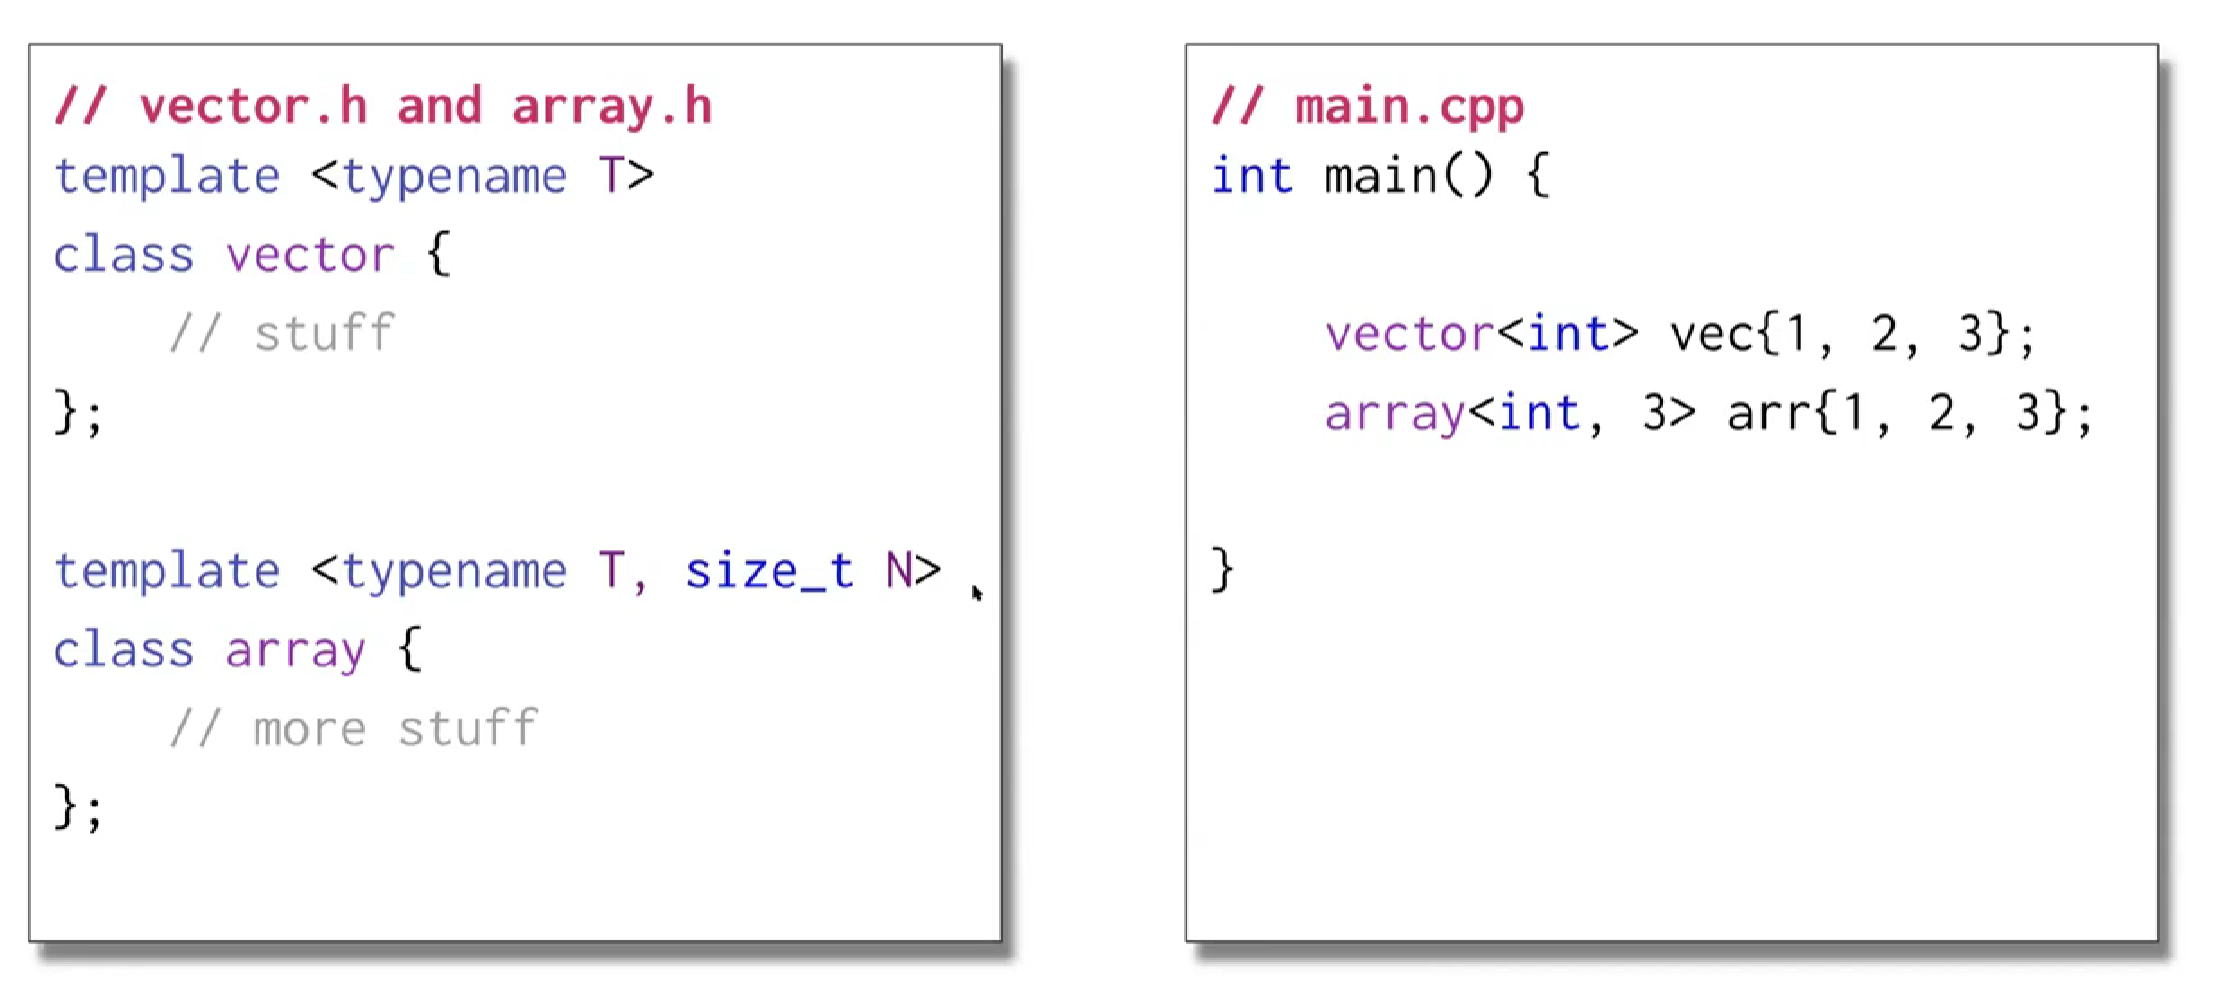 // vector.h and array.h
template <typename T>
class vector {
    // stuff
};
template <typename T, size_t N>
class array {
    // more stuff
};
// main.cpp
int main() {
    vector<int> vec{1, 2, 3};
    array<int, 3> arr{1, 2, 3};
}